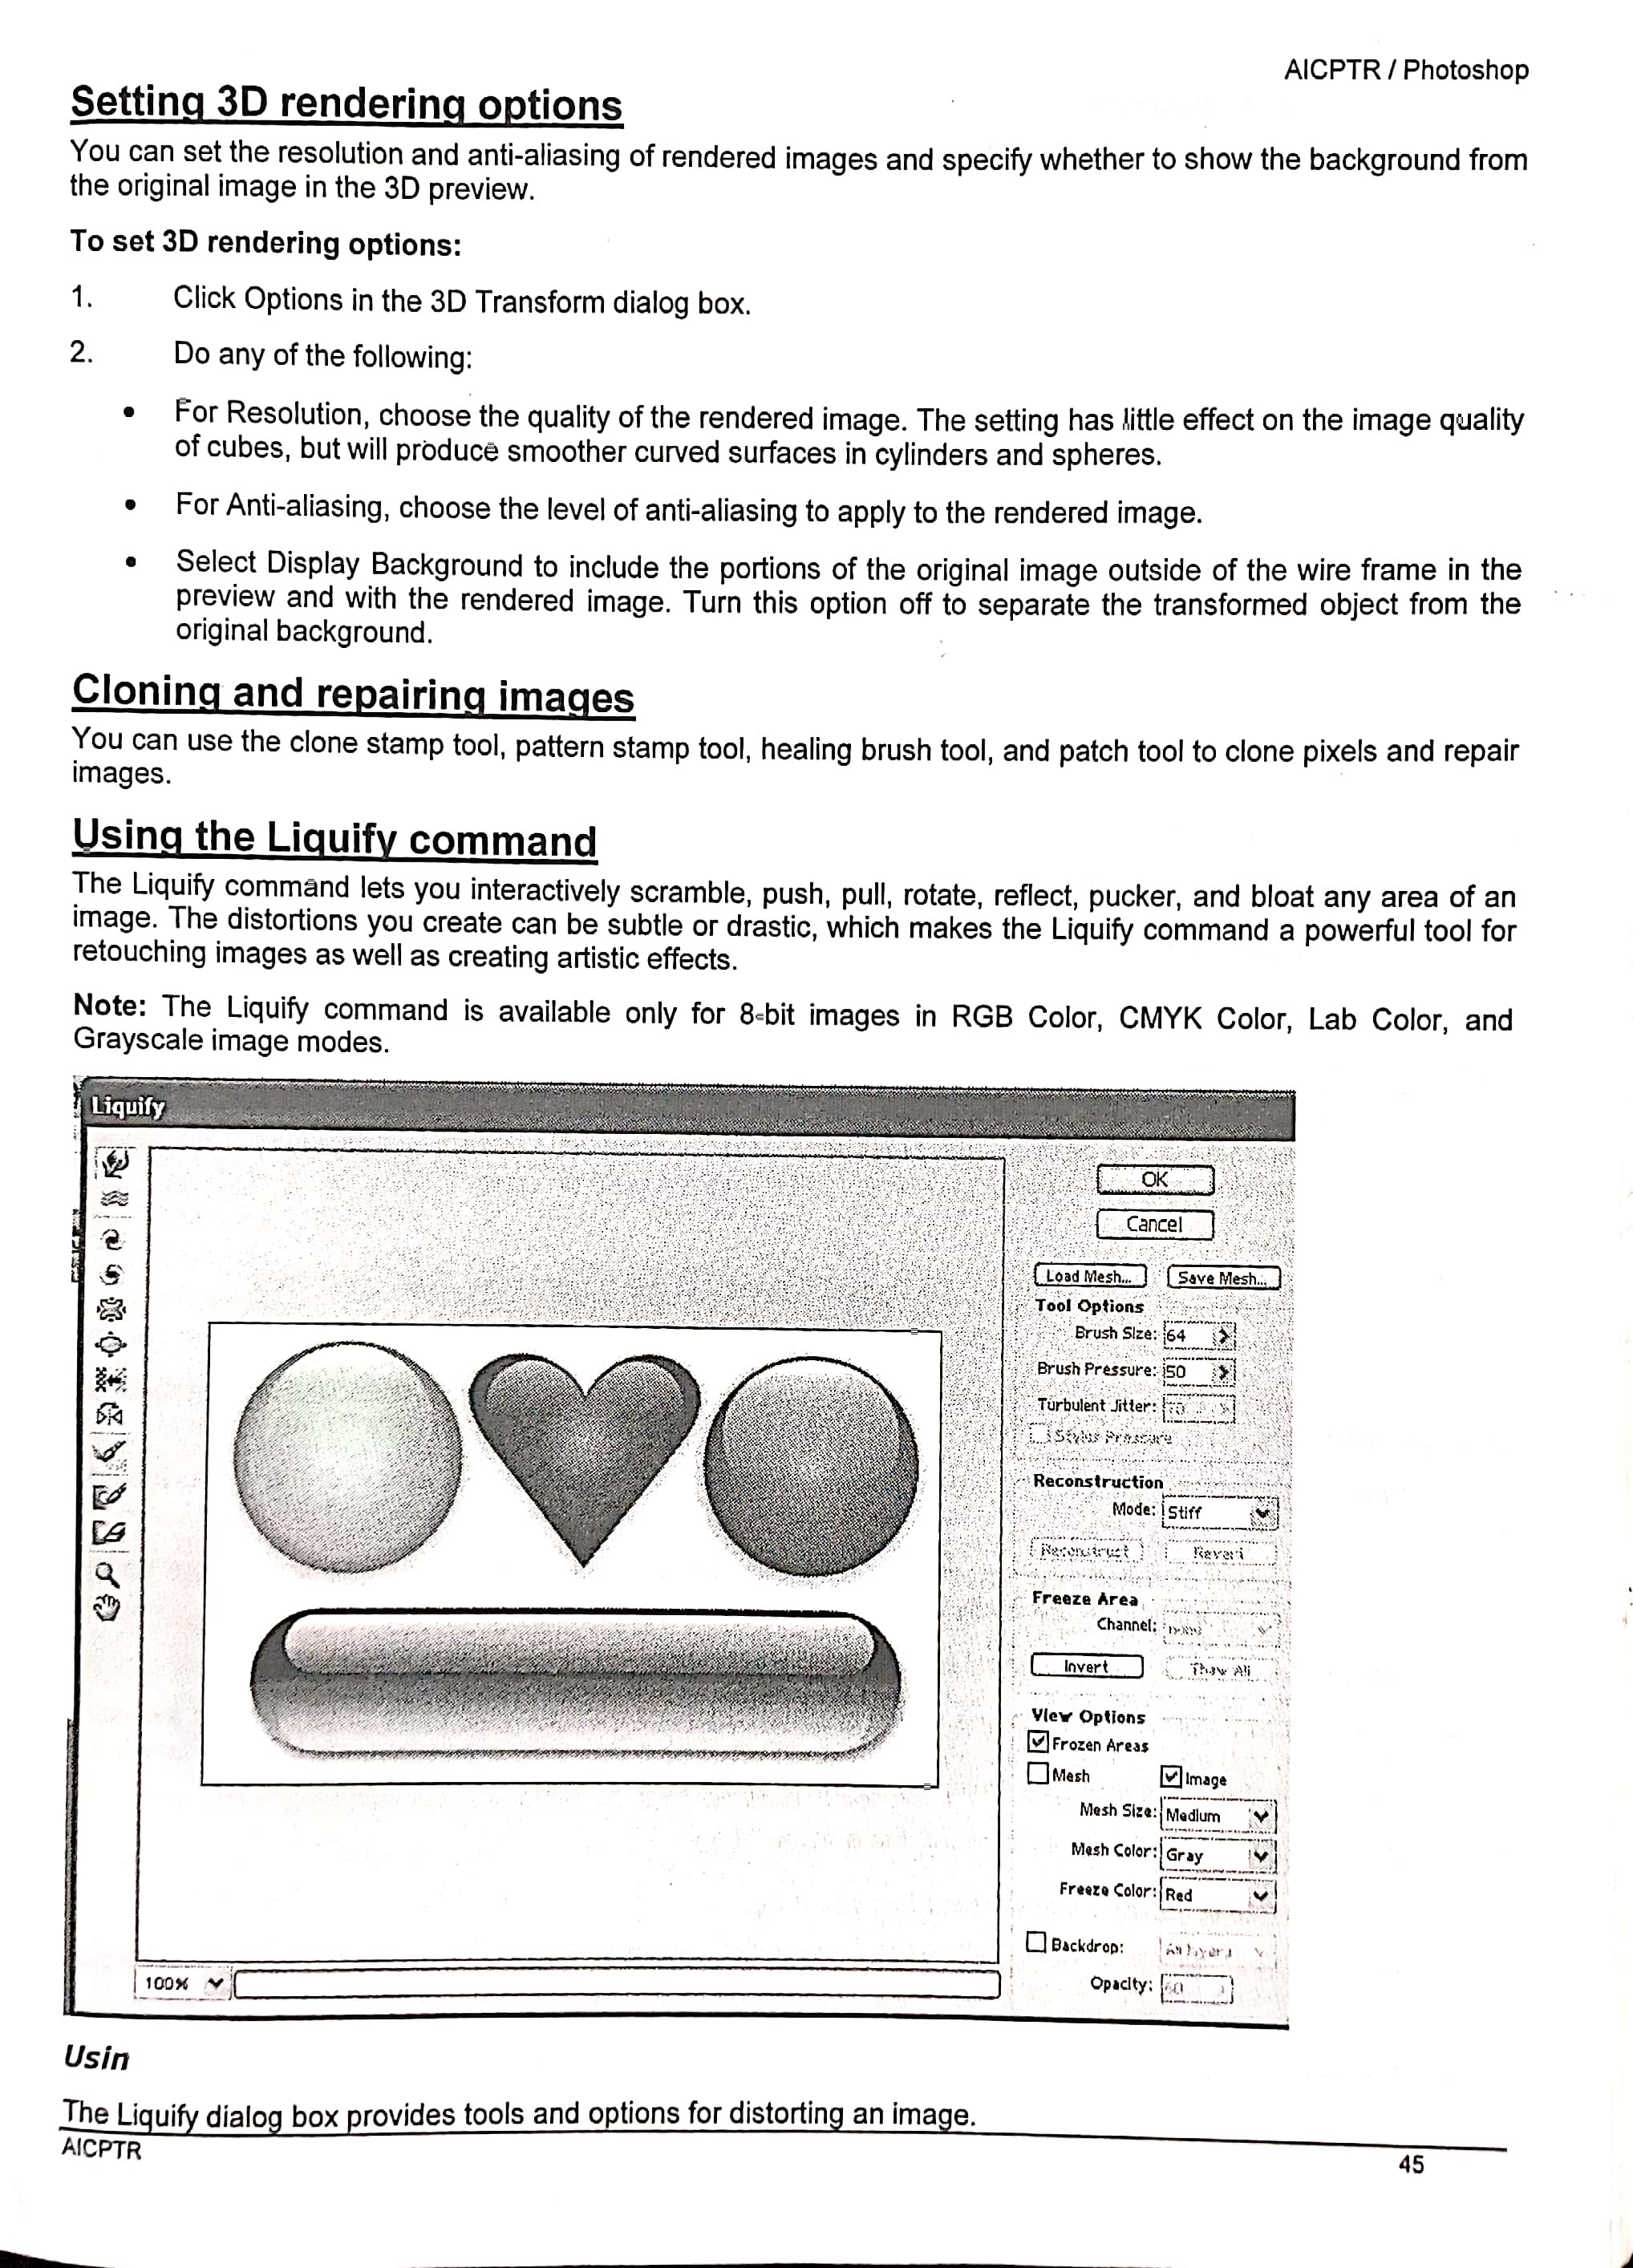 AICPTR / Photoshop
Setting 3D rendering options
You can set the resolution and anti-aliasing of rendered images and specify whether to show the background from
the original image in the 3D preview.
To set 3D rendering options:
1. Click Options in the 3D Transform dialog box.
2. Do any of the following:
• For Resolution, choose the quality of the rendered image. The setting has little effect on the image quality
of cubes, but will produce smoother curved surfaces in cylinders and spheres.
• For Anti-aliasing, choose the level of anti-aliasing to apply to the rendered image.
• Select Display Background to include the portions of the original image outside of the wire frame in the
preview and with the rendered image. Turn this option off to separate the transformed object from the
original background.
Cloning and repairing images
You can use the clone stamp tool, pattern stamp tool, healing brush tool, and patch tool to clone pixels and repair
images.
Using the Liquify command
The Liquify command lets you interactively scramble, push, pull, rotate, reflect, pucker, and bloat any area of an
image. The distortions you create can be subtle or drastic, which makes the Liquify command a powerful tool for
retouching images as well as creating artistic effects.
Note: The Liquify command is available only for 8-bit images in RGB Color, CMYK Color, Lab Color, and
Grayscale image modes.
Liquify
OK
Cancel
Load Mesh... Save Mesh...
Tool Options
Brush Size: 64
Brush Pressure: 50
Turbulent Jitter: 70
Stylus Pressure
Reconstruction
Mode: Stiff
Reconstruct Revert
Freeze Area
Channel:
Invert Thaw All
View Options
Frozen Areas
Mesh Image
Mesh Size: Medium
Mesh Color: Gray
Freeze Color: Red
Backdrop:
Opacity:
100%
Usin
The Liquify dialog box provides tools and options for distorting an image.
AICPTR
45